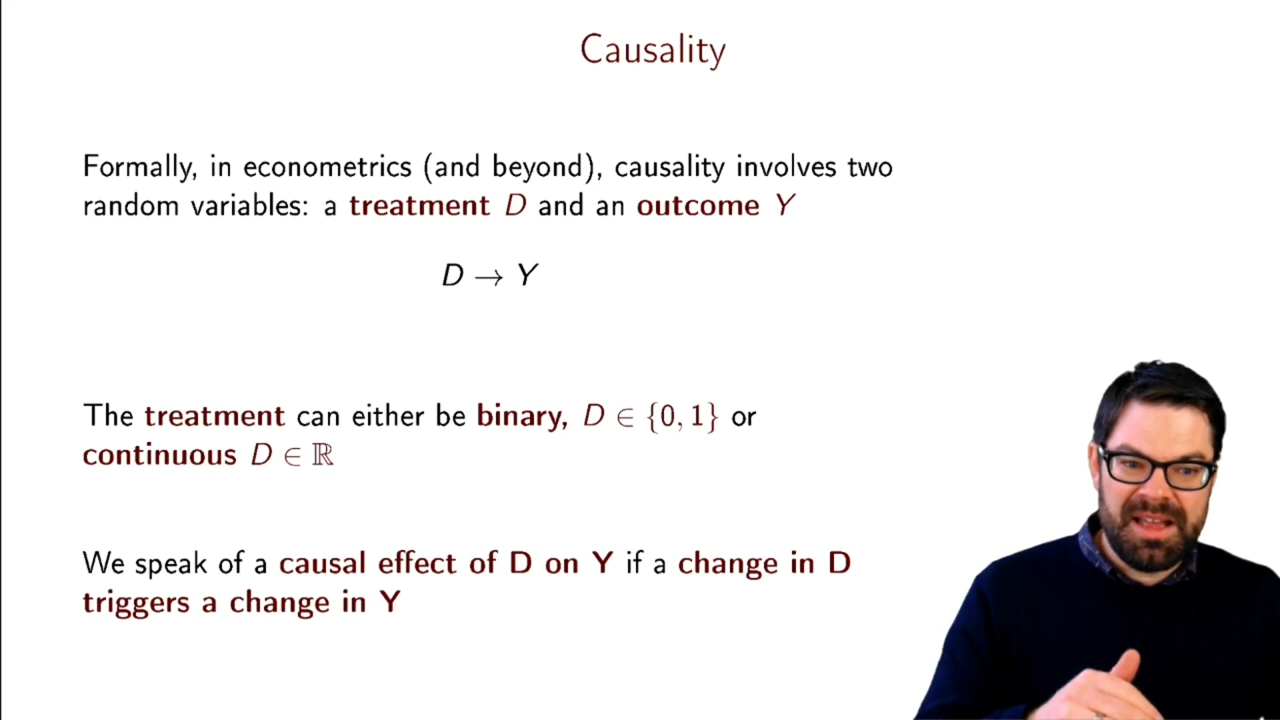 Causality
Formally, in econometrics (and beyond), causality involves two
random variables: a treatment D and an outcome Y
D → Y
The treatment can either be binary, D ∈ {0, 1} or
continuous D ∈ ℝ
We speak of a causal effect of D on Y if a change in D
triggers a change in Y